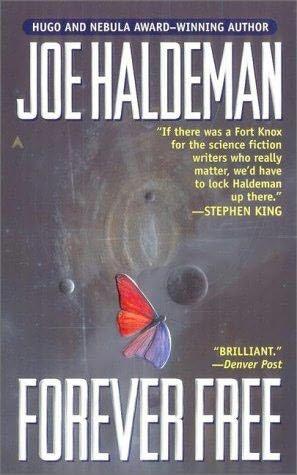 HUGO AND NEBULA AWARD–WINNING AUTHOR
JOE HALDEMAN
"If there was a Fort Knox
for the science fiction
writers who really
matter, we'd have to
lock Haldeman
up there."
—STEPHEN KING
"BRILLIANT."
—Denver Post
FOREVER FREE